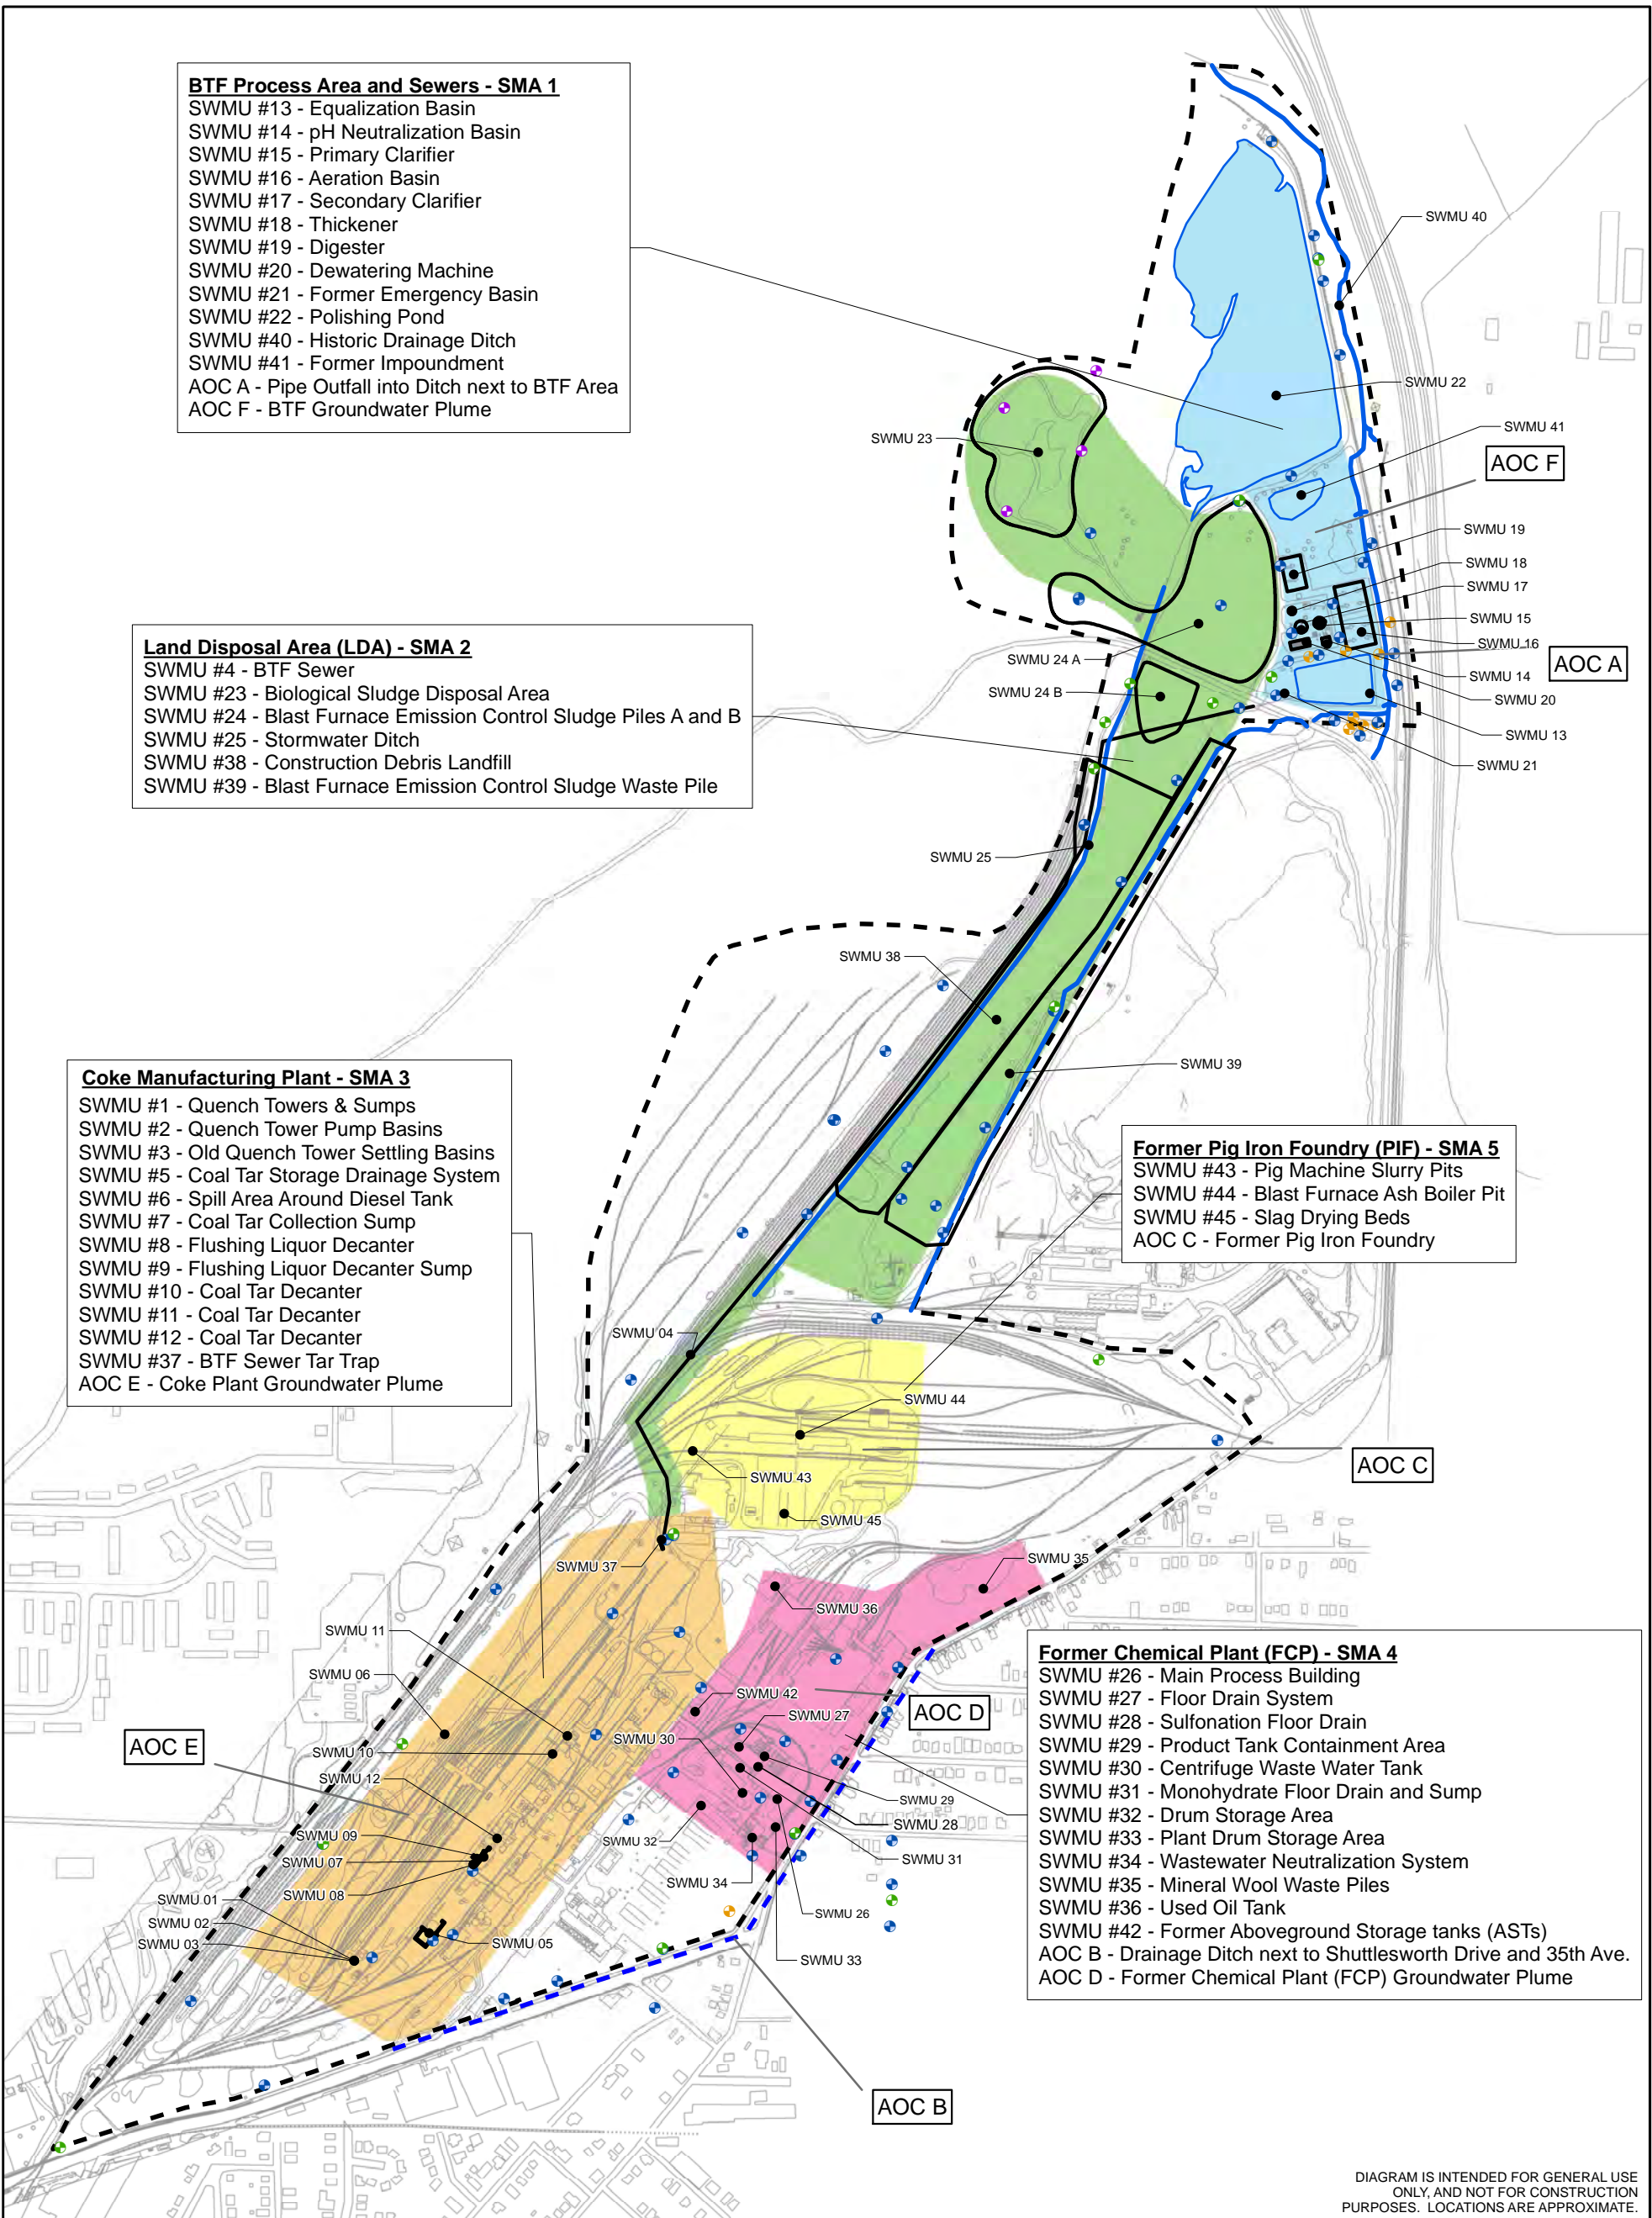 BTF Process Area and Sewers - SMA 1
SWMU #13 - Equalization Basin
SWMU #14 - pH Neutralization Basin
SWMU #15 - Primary Clarifier
SWMU #16 - Aeration Basin
SWMU #17 - Secondary Clarifier
SWMU #18 - Thickener
SWMU #19 - Digester
SWMU #20 - Dewatering Machine
SWMU #21 - Former Emergency Basin
SWMU #22 - Polishing Pond
SWMU #40 - Historic Drainage Ditch
SWMU #41 - Former Impoundment
AOC A - Pipe Outfall into Ditch next to BTF Area
AOC F - BTF Groundwater Plume
SWMU 40
SWMU 22
SWMU 41
SWMU 23
AOC F
SWMU 19
SWMU 18
SWMU 17
SWMU 15
SWMU 16
AOC A
SWMU 14
SWMU 20
SWMU 13
SWMU 21
SWMU 24 A
SWMU 24 B
Land Disposal Area (LDA) - SMA 2
SWMU #4 - BTF Sewer
SWMU #23 - Biological Sludge Disposal Area
SWMU #24 - Blast Furnace Emission Control Sludge Piles A and B
SWMU #25 - Stormwater Ditch
SWMU #38 - Construction Debris Landfill
SWMU #39 - Blast Furnace Emission Control Sludge Waste Pile
SWMU 25
SWMU 38
SWMU 39
Coke Manufacturing Plant - SMA 3
SWMU #1 - Quench Towers & Sumps
SWMU #2 - Quench Tower Pump Basins
SWMU #3 - Old Quench Tower Settling Basins
SWMU #5 - Coal Tar Storage Drainage System
SWMU #6 - Spill Area Around Diesel Tank
SWMU #7 - Coal Tar Collection Sump
SWMU #8 - Flushing Liquor Decanter
SWMU #9 - Flushing Liquor Decanter Sump
SWMU #10 - Coal Tar Decanter
SWMU #11 - Coal Tar Decanter
SWMU #12 - Coal Tar Decanter
SWMU #37 - BTF Sewer Tar Trap
AOC E - Coke Plant Groundwater Plume
Former Pig Iron Foundry (PIF) - SMA 5
SWMU #43 - Pig Machine Slurry Pits
SWMU #44 - Blast Furnace Ash Boiler Pit
SWMU #45 - Slag Drying Beds
AOC C - Former Pig Iron Foundry
SWMU 04
SWMU 44
SWMU 43
AOC C
SWMU 45
SWMU 37
SWMU 35
SWMU 36
SWMU 11
SWMU 06
SWMU 42
AOC D
SWMU 27
SWMU 30
AOC E
SWMU 10
SWMU 12
SWMU 29
SWMU 28
SWMU 09
SWMU 32
SWMU 07
SWMU 31
SWMU 34
SWMU 08
SWMU 01
SWMU 26
SWMU 02
SWMU 03
SWMU 05
SWMU 33
Former Chemical Plant (FCP) - SMA 4
SWMU #26 - Main Process Building
SWMU #27 - Floor Drain System
SWMU #28 - Sulfonation Floor Drain
SWMU #29 - Product Tank Containment Area
SWMU #30 - Centrifuge Waste Water Tank
SWMU #31 - Monohydrate Floor Drain and Sump
SWMU #32 - Drum Storage Area
SWMU #33 - Plant Drum Storage Area
SWMU #34 - Wastewater Neutralization System
SWMU #35 - Mineral Wool Waste Piles
SWMU #36 - Used Oil Tank
SWMU #42 - Former Aboveground Storage tanks (ASTs)
AOC B - Drainage Ditch next to Shuttlesworth Drive and 35th Ave.
AOC D - Former Chemical Plant (FCP) Groundwater Plume
AOC B
DIAGRAM IS INTENDED FOR GENERAL USE
ONLY, AND NOT FOR CONSTRUCTION
PURPOSES. LOCATIONS ARE APPROXIMATE.